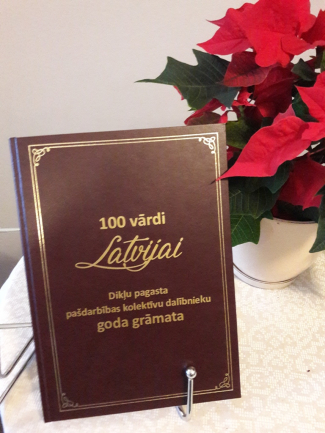 100 vārdi
Latvijai
Dikļu pagasta
pašdarbības kolektīvu dalībnieku
goda grāmata